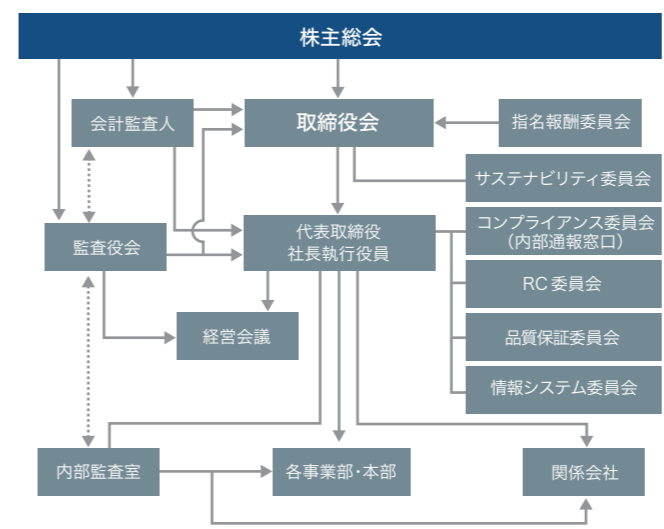 株主総会
会計監査人
取締役会
指名報酬委員会
サステナビリティ委員会
監査役会
代表取締役
社長執行役員
コンプライアンス委員会
(内部通報窓口)
RC 委員会
経営会議
品質保証委員会
情報システム委員会
内部監査室
各事業部・本部
関係会社